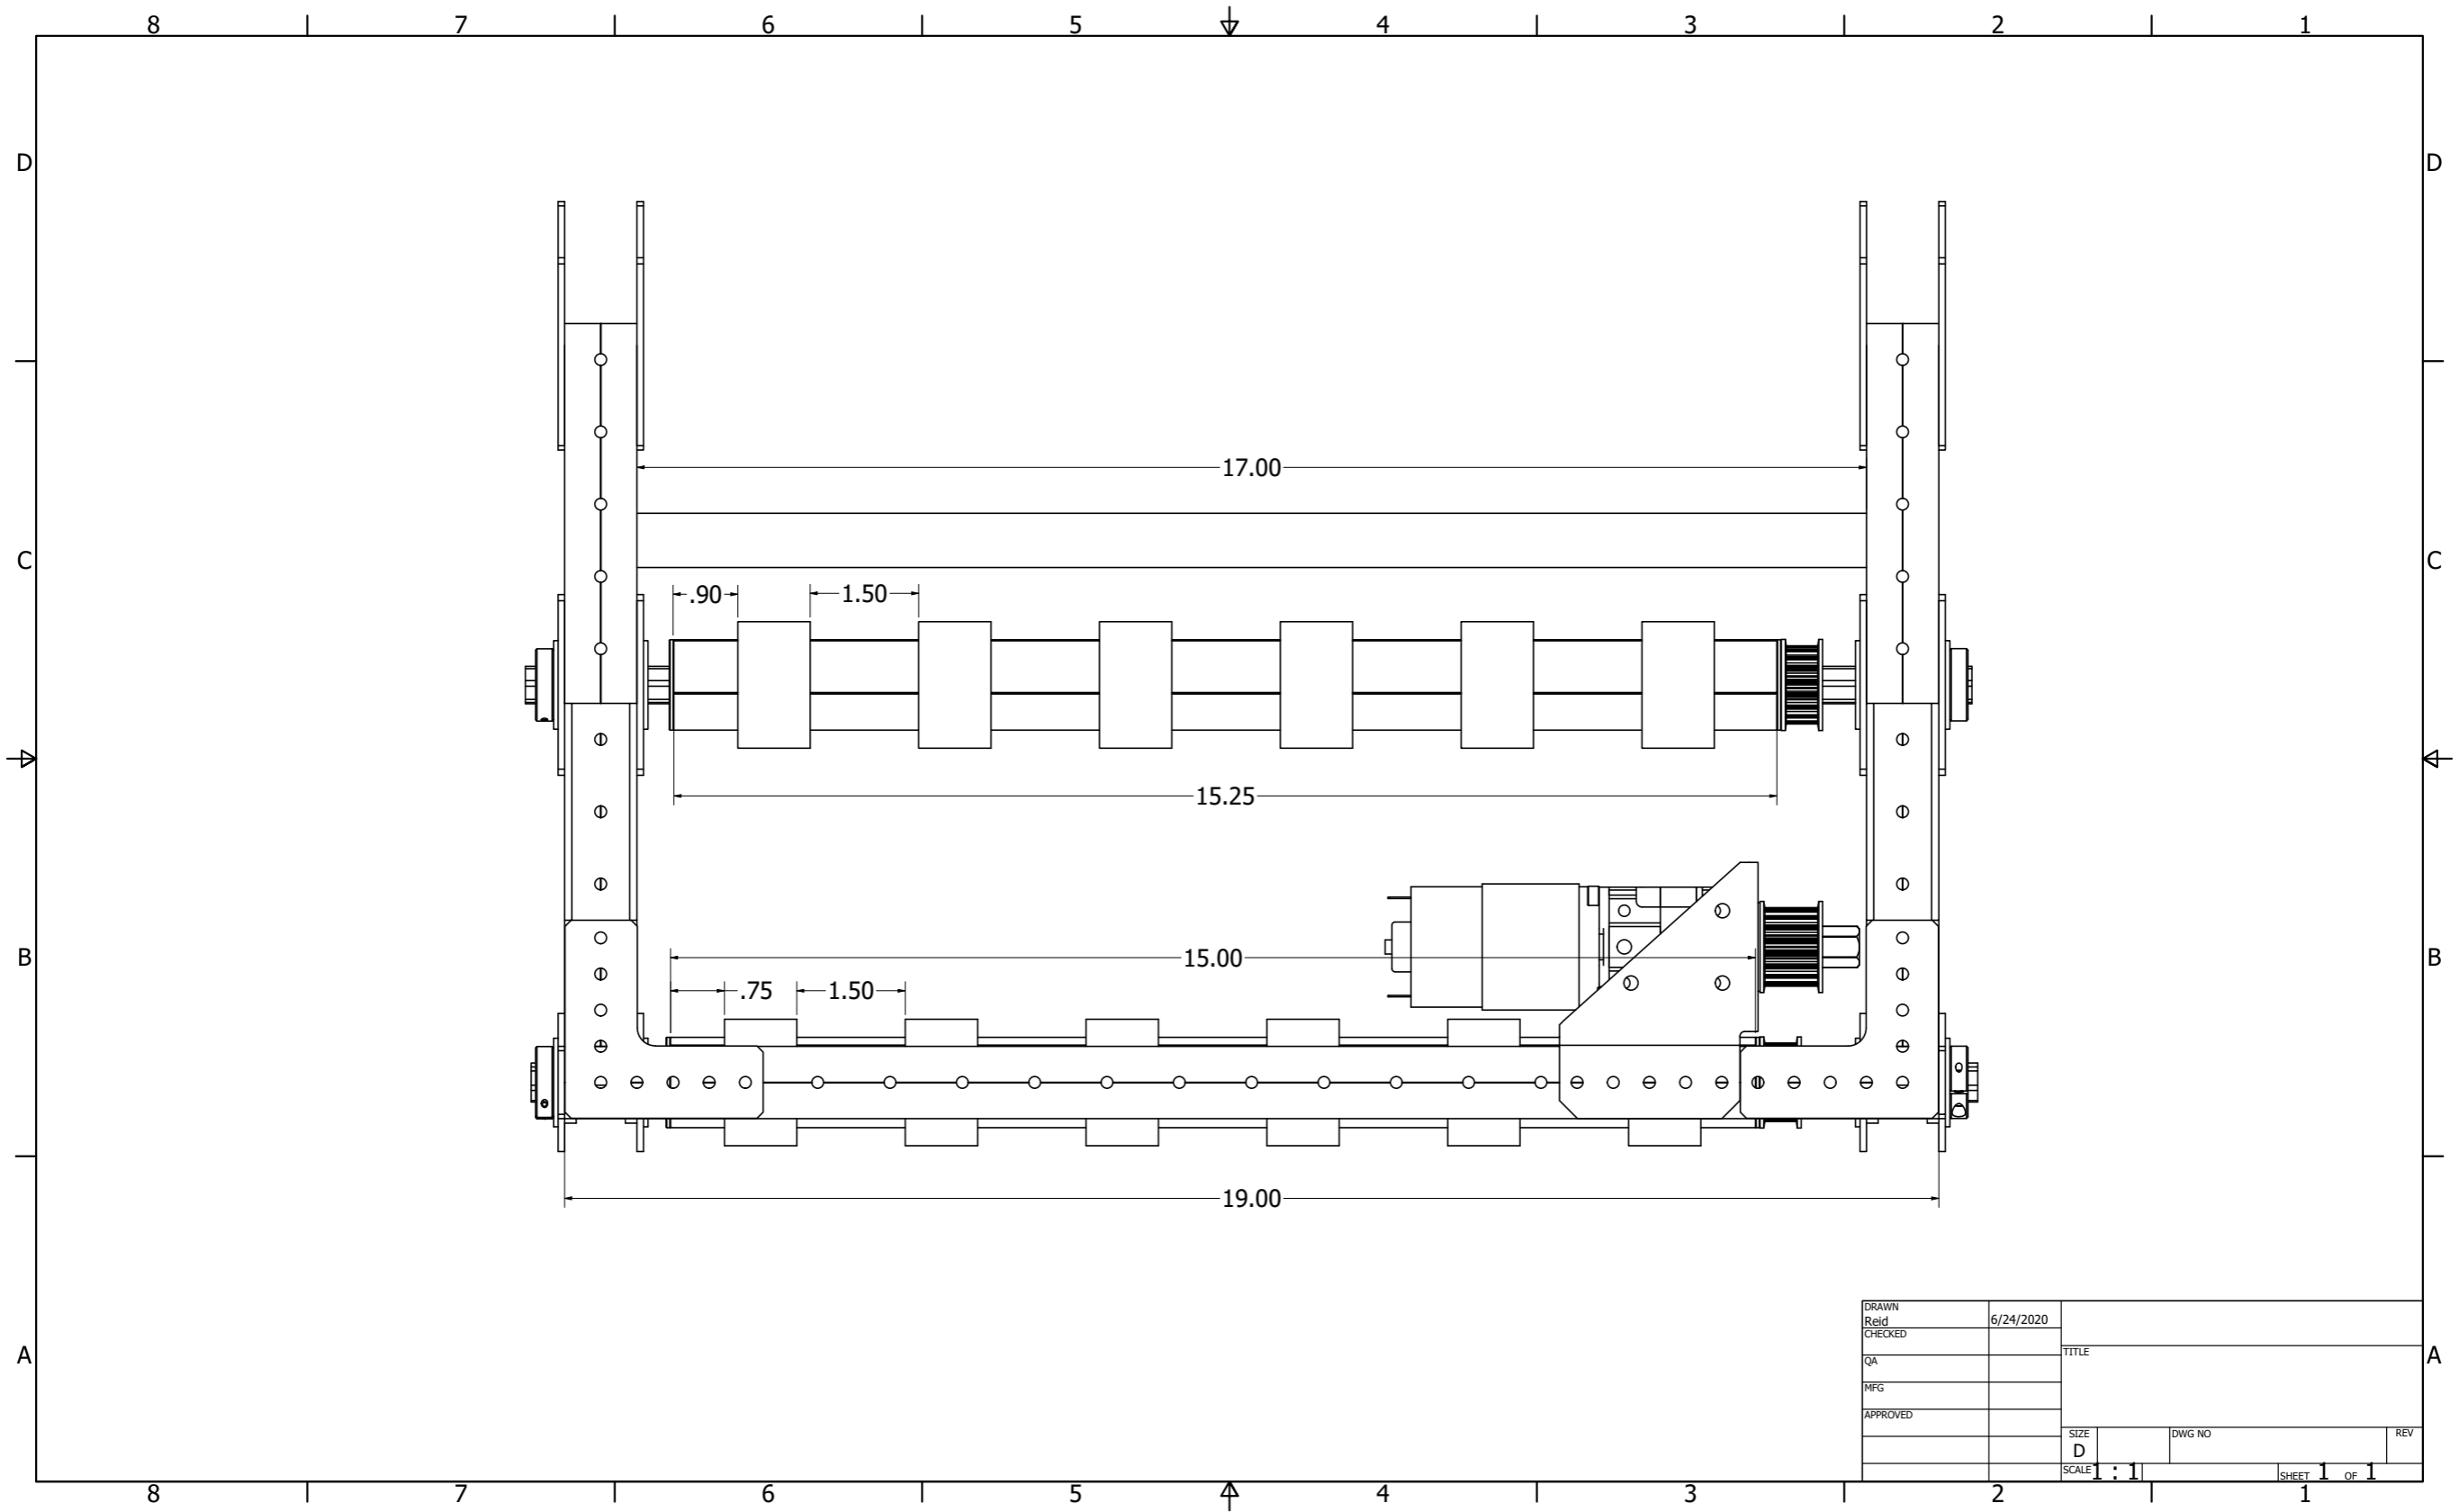 8 7 6 5 4 3 2 1
D D
17.00
C C
.90 1.50
15.25
B B
15.00
.75 1.50
19.00
DRAWN
Reid 6/24/2020
CHECKED
TITLE
QA
MFG
APPROVED
SIZE DWG NO REV
D
SCALE 1 : 1 SHEET 1 OF 1
A A
8 7 6 5 4 3 2 1